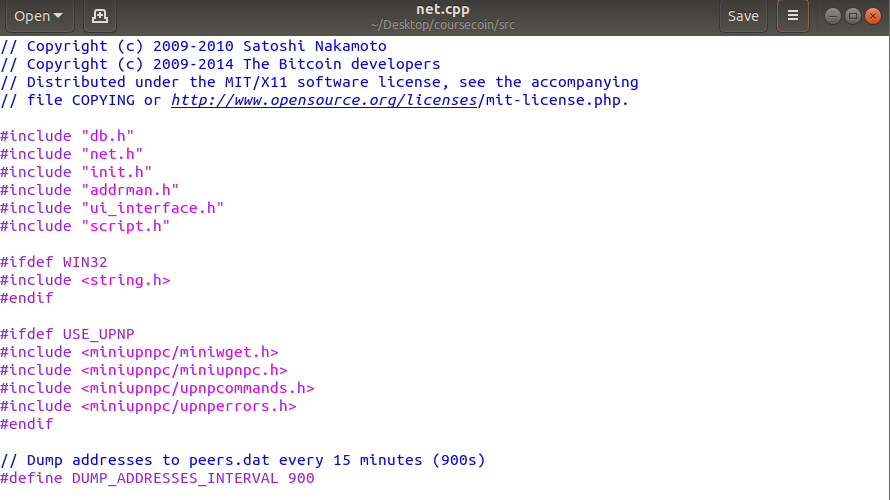 Open
net.cpp
~/Desktop/coursecoin/src
Save
// Copyright (c) 2009-2010 Satoshi Nakamoto
// Copyright (c) 2009-2014 The Bitcoin developers
// Distributed under the MIT/X11 software license, see the accompanying
// file COPYING or http://www.opensource.org/licenses/mit-license.php.
#include "db.h"
#include "net.h"
#include "init.h"
#include "addrman.h"
#include "ui_interface.h"
#include "script.h"
#ifdef WIN32
#include <string.h>
#endif
#ifdef USE_UPNP
#include <miniupnpc/miniwget.h>
#include <miniupnpc/miniupnpc.h>
#include <miniupnpc/upnpcommands.h>
#include <miniupnpc/upnperrors.h>
#endif
// Dump addresses to peers.dat every 15 minutes (900s)
#define DUMP_ADDRESSES_INTERVAL 900